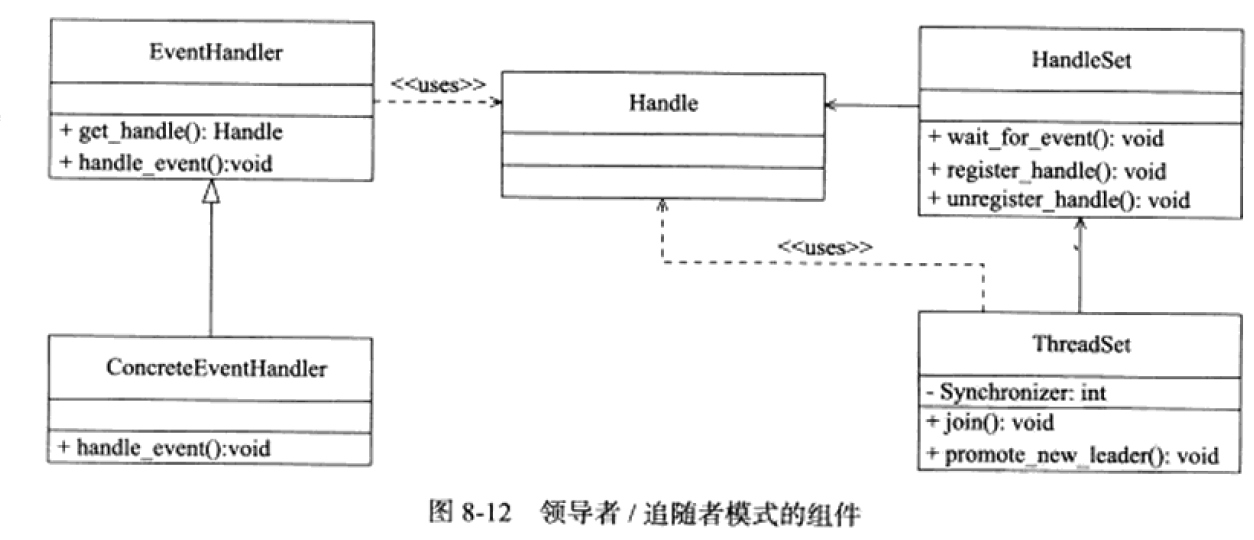 EventHandler
+ get_handle(): Handle
+ handle_event():void
<<uses>>
Handle
HandleSet
+ wait_for_event(): void
+ register_handle(): void
+ unregister_handle(): void
<<uses>>
ConcreteEventHandler
+ handle_event():void
ThreadSet
- Synchronizer: int
+ join(): void
+ promote_new_leader(): void
图 8-12 领导者 / 追随者模式的组件